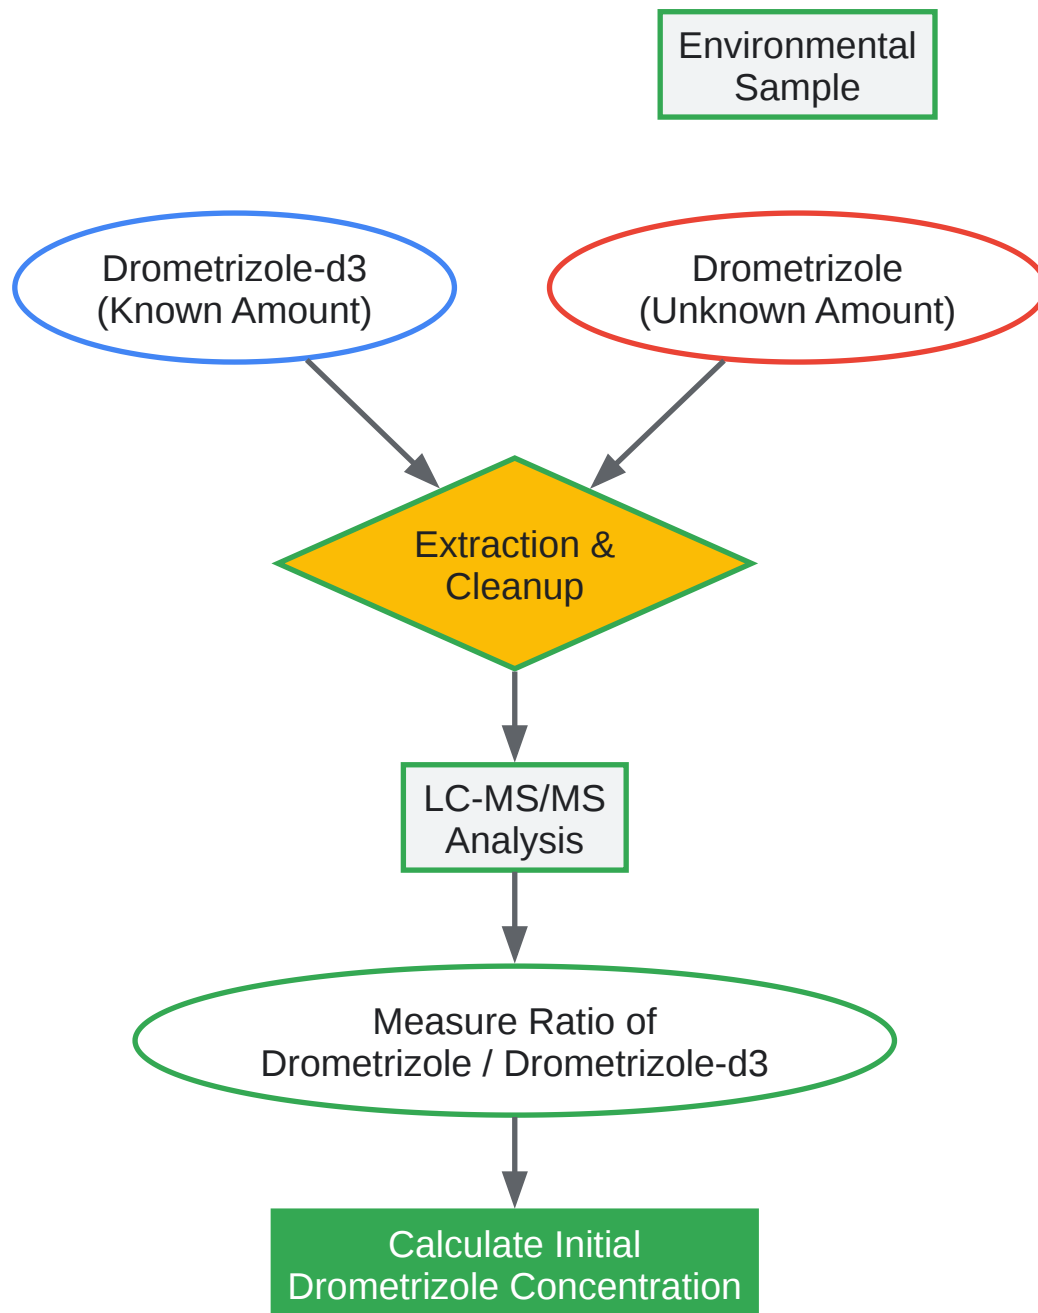 Environmental
Sample
Drometrizole-d3
(Known Amount)
Drometrizole
(Unknown Amount)
Extraction &
Cleanup
LC-MS/MS
Analysis
Measure Ratio of
Drometrizole / Drometrizole-d3
Calculate Initial
Drometrizole Concentration